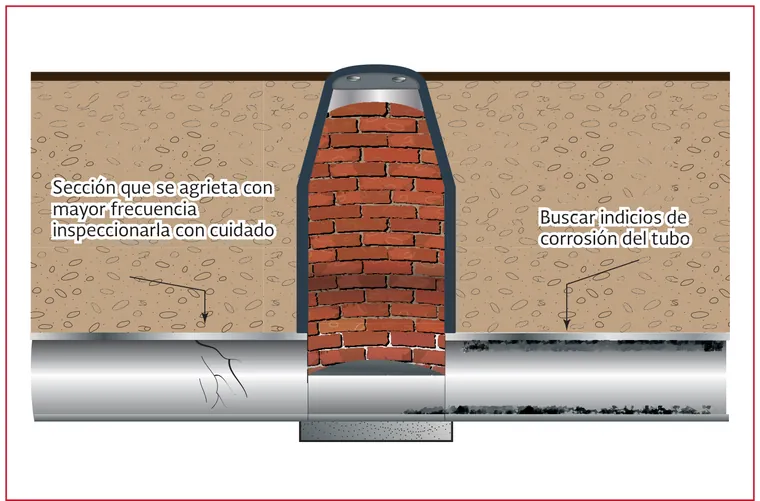 Sección que se agrieta con
mayor frecuencia
inspeccionarla con cuidado
Buscar indicios de
corrosión del tubo